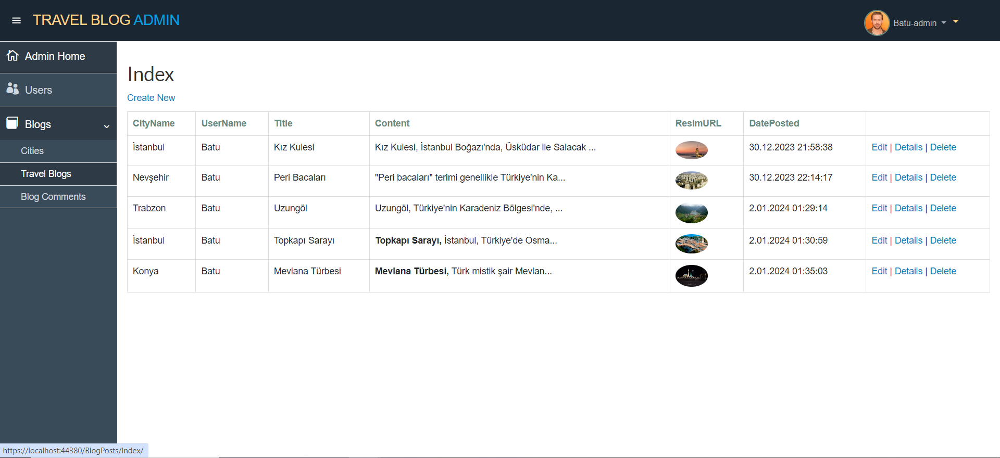 TRAVEL BLOG ADMIN
Batu-admin
Admin Home
Users
Blogs
Cities
Travel Blogs
Blog Comments
Index
Create New
CityName UserName Title Content ResimURL DatePosted
İstanbul Batu Kız Kulesi Kız Kulesi, İstanbul Boğazı'nda, Üsküdar ile Salacak ... 30.12.2023 21:58:38 Edit | Details | Delete
Nevşehir Batu Peri Bacaları "Peri bacaları" terimi genellikle Türkiye'nin Ka... 30.12.2023 22:14:17 Edit | Details | Delete
Trabzon Batu Uzungöl Uzungöl, Türkiye'nin Karadeniz Bölgesi'nde, ... 2.01.2024 01:29:14 Edit | Details | Delete
İstanbul Batu Topkapı Sarayı Topkapı Sarayı, İstanbul, Türkiye'de Osma... 2.01.2024 01:30:59 Edit | Details | Delete
Konya Batu Mevlana Türbesi Mevlana Türbesi, Türk mistik şair Mevlan... 2.01.2024 01:35:03 Edit | Details | Delete
https://localhost:44380/BlogPosts/Index/